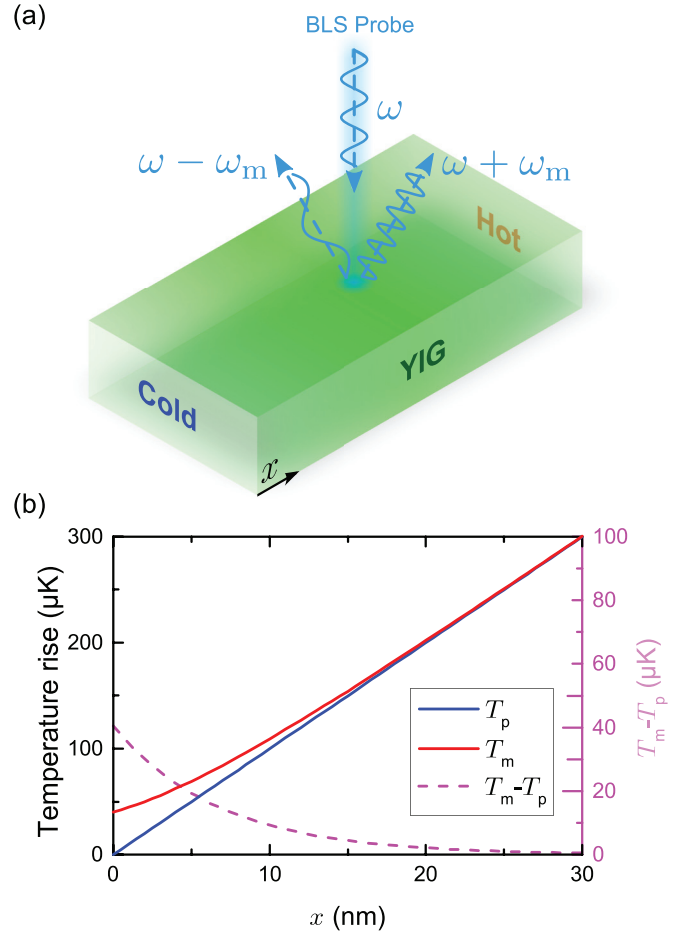 (a)
BLS Probe
ω
ω − ωm
ω + ωm
Hot
YIG
Cold
x
(b)
300
200
100
0
Temperature rise (μK)
100
80
60
40
20
0
Tm-Tp (μK)
Tp
Tm
Tm-Tp
0
10
20
30
x (nm)